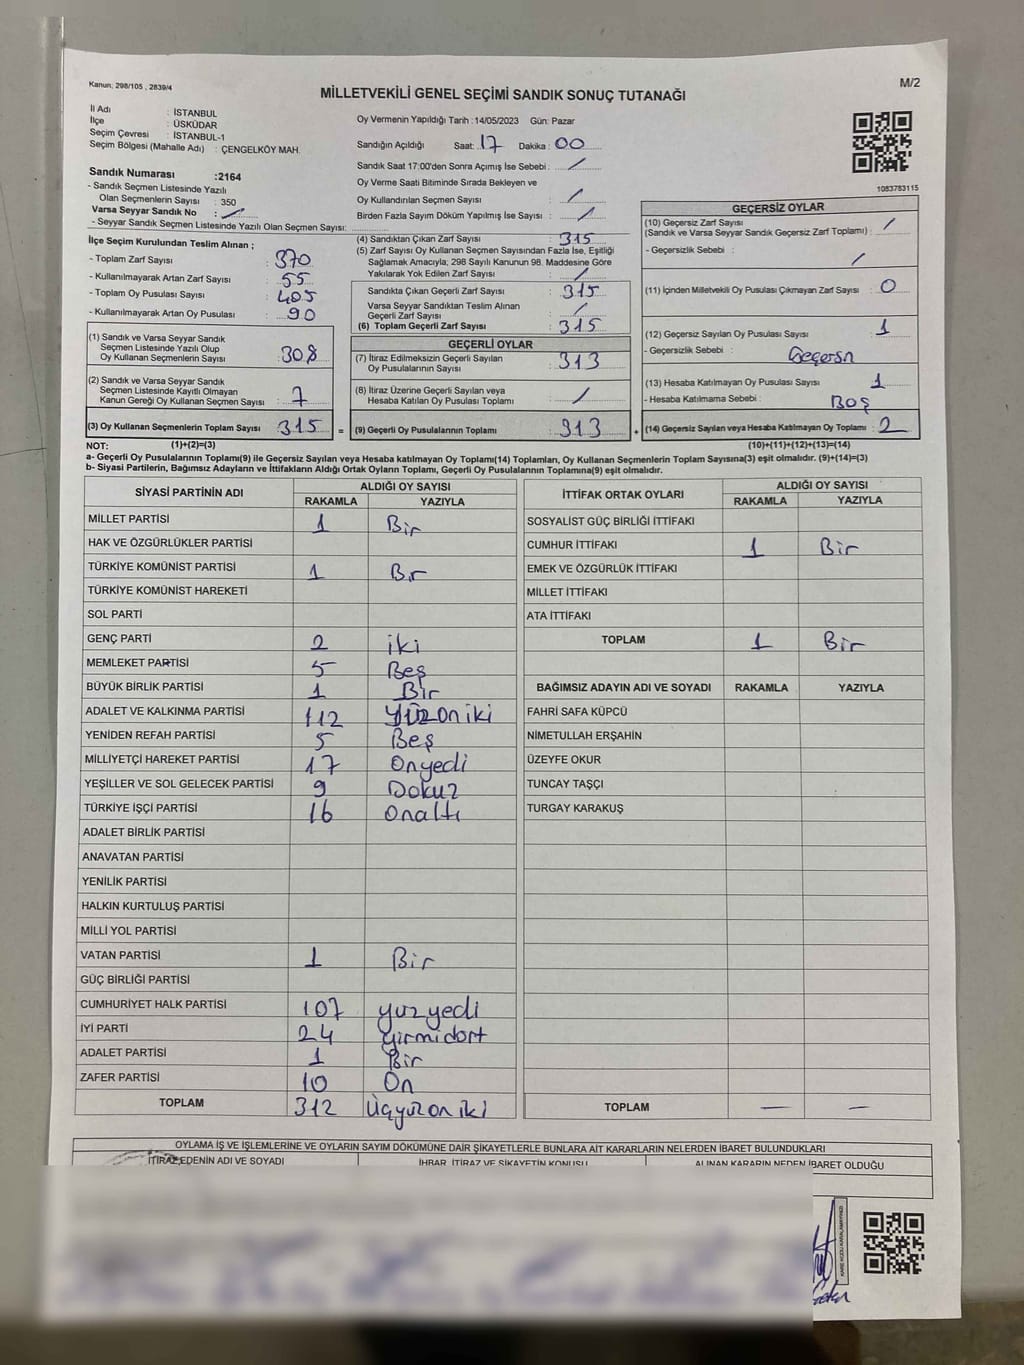 Kanun; 298/105 , 2839/4
M/2
MİLLETVEKİLİ GENEL SEÇİMİ SANDIK SONUÇ TUTANAĞI
İl Adı : İSTANBUL
İlçe : ÜSKÜDAR
Seçim Çevresi : İSTANBUL-1
Seçim Bölgesi (Mahalle Adı) : ÇENGELKÖY MAH.
Sandık Numarası :2164
- Sandık Seçmen Listesinde Yazılı
Olan Seçmenlerin Sayısı : 350
Varsa Seyyar Sandık No : /
- Seyyar Sandık Seçmen Listesinde Yazılı Olan Seçmen Sayısı:
Oy Vermenin Yapıldığı Tarih :14/05/2023 Gün: Pazar
Sandığın Açıldığı Saat: 17 Dakika : 00
Sandık Saat 17:00'den Sonra Açımış İse Sebebi : /
Oy Verme Saati Bitiminde Sırada Bekleyen ve
Oy Kullandırılan Seçmen Sayısı : /
Birden Fazla Sayım Döküm Yapılmış İse Sayısı : /
1083783115
İlçe Seçim Kurulundan Teslim Alınan ;
- Toplam Zarf Sayısı : 370
- Kullanılmayarak Artan Zarf Sayısı : 55
- Toplam Oy Pusulası Sayısı : 405
- Kullanılmayarak Artan Oy Pusulası : 90
(1) Sandık ve Varsa Seyyar Sandık
Seçmen Listesinde Yazılı Olup
Oy Kullanan Seçmenlerin Sayısı : 308
(2) Sandık ve Varsa Seyyar Sandık
Seçmen Listesinde Kayıtlı Olmayan
Kanun Gereği Oy Kullanan Seçmen Sayısı : 7
(3) Oy Kullanan Seçmenlerin Toplam Sayısı : 315
(4) Sandıktan Çıkan Zarf Sayısı : 315
(5) Zarf Sayısı Oy Kullanan Seçmen Sayısından Fazla İse, Eşitliği
Sağlamak Amacıyla; 298 Sayılı Kanunun 98. Maddesine Göre
Yakılarak Yok Edilen Zarf Sayısı : /
Sandıkta Çıkan Geçerli Zarf Sayısı : 315
Varsa Seyyar Sandıktan Teslim Alınan
Geçerli Zarf Sayısı : /
(6) Toplam Geçerli Zarf Sayısı : 315
GEÇERLİ OYLAR
(7) İtiraz Edilmeksizin Geçerli Sayılan
Oy Pusulalarının Sayısı : 313
(8) İtiraz Üzerine Geçerli Sayılan veya
Hesaba Katılan Oy Pusulası Toplamı : /
= (9) Geçerli Oy Pusulalarının Toplamı : 313
GEÇERSİZ OYLAR
(10) Geçersiz Zarf Sayısı
(Sandık ve Varsa Seyyar Sandık Geçersiz Zarf Toplamı) : /
- Geçersizlik Sebebi : /
(11) İçinden Milletvekili Oy Pusulası Çıkmayan Zarf Sayısı : 0
(12) Geçersiz Sayılan Oy Pusulası Sayısı : 1
- Geçersizlik Sebebi :
(13) Hesaba Katılmayan Oy Pusulası Sayısı : 1
- Hesaba Katılmama Sebebi : Boş
+ (14) Geçersiz Sayılan veya Hesaba Katılmayan Oy Toplamı : 2
NOT: (1)+(2)=(3)
(10)+(11)+(12)+(13)=(14)
a- Geçerli Oy Pusulalarının Toplamı(9) ile Geçersiz Sayılan veya Hesaba katılmayan Oy Toplamı(14) Toplamları, Oy Kullanan Seçmenlerin Toplam Sayısına(3) eşit olmalıdır. (9)+(14)=(3)
b- Siyasi Partilerin, Bağımsız Adayların ve İttifakların Aldığı Ortak Oyların Toplamı, Geçerli Oy Pusulalarının Toplamına(9) eşit olmalıdır.
SİYASİ PARTİNİN ADI
ALDIĞI OY SAYISI
RAKAMLA YAZIYLA
MİLLET PARTİSİ 1 Bir
HAK VE ÖZGÜRLÜKLER PARTİSİ
TÜRKİYE KOMÜNİST PARTİSİ 1 Bir
TÜRKİYE KOMÜNİST HAREKETİ
SOL PARTİ
GENÇ PARTİ 2 iki
MEMLEKET PARTİSİ 5 Beş
BÜYÜK BİRLİK PARTİSİ 1 Bir
ADALET VE KALKINMA PARTİSİ 112 Yüzoniki
YENİDEN REFAH PARTİSİ 5 Beş
MİLLİYETÇİ HAREKET PARTİSİ 17 Onyedi
YEŞİLLER VE SOL GELECEK PARTİSİ 9 Dokuz
TÜRKİYE İŞÇİ PARTİSİ 16 Onaltı
ADALET BİRLİK PARTİSİ
ANAVATAN PARTİSİ
YENİLİK PARTİSİ
HALKIN KURTULUŞ PARTİSİ
MİLLİ YOL PARTİSİ
VATAN PARTİSİ 1 Bir
GÜÇ BİRLİĞİ PARTİSİ
CUMHURİYET HALK PARTİSİ 107 yüzyedi
İYİ PARTİ 24 yirmidört
ADALET PARTİSİ 1 Bir
ZAFER PARTİSİ 10 On
TOPLAM 312 Üçyüzoniki
İTTİFAK ORTAK OYLARI
ALDIĞI OY SAYISI
RAKAMLA YAZIYLA
SOSYALİST GÜÇ BİRLİĞİ İTTİFAKI
CUMHUR İTTİFAKI 1 Bir
EMEK VE ÖZGÜRLÜK İTTİFAKI
MİLLET İTTİFAKI
ATA İTTİFAKI
TOPLAM 1 Bir
BAĞIMSIZ ADAYIN ADI VE SOYADI RAKAMLA YAZIYLA
FAHRİ SAFA KÜPCÜ
NİMETULLAH ERŞAHİN
ÜZEYFE OKUR
TUNCAY TAŞÇI
TURGAY KARAKUŞ
TOPLAM — —
OYLAMA İŞ VE İŞLEMLERİNE VE OYLARIN SAYIM DÖKÜMÜNE DAİR ŞİKAYETLERLE BUNLARA AİT KARARLARIN NELERDEN İBARET BULUNDUKLARI
İTİRAZ EDENİN ADI VE SOYADI İHBAR, İTİRAZ VE ŞİKAYETİN KONUSU ALINAN KARARIN NEDEN İBARET OLDUĞU
KARE KODU KARALAMAYINIZ!